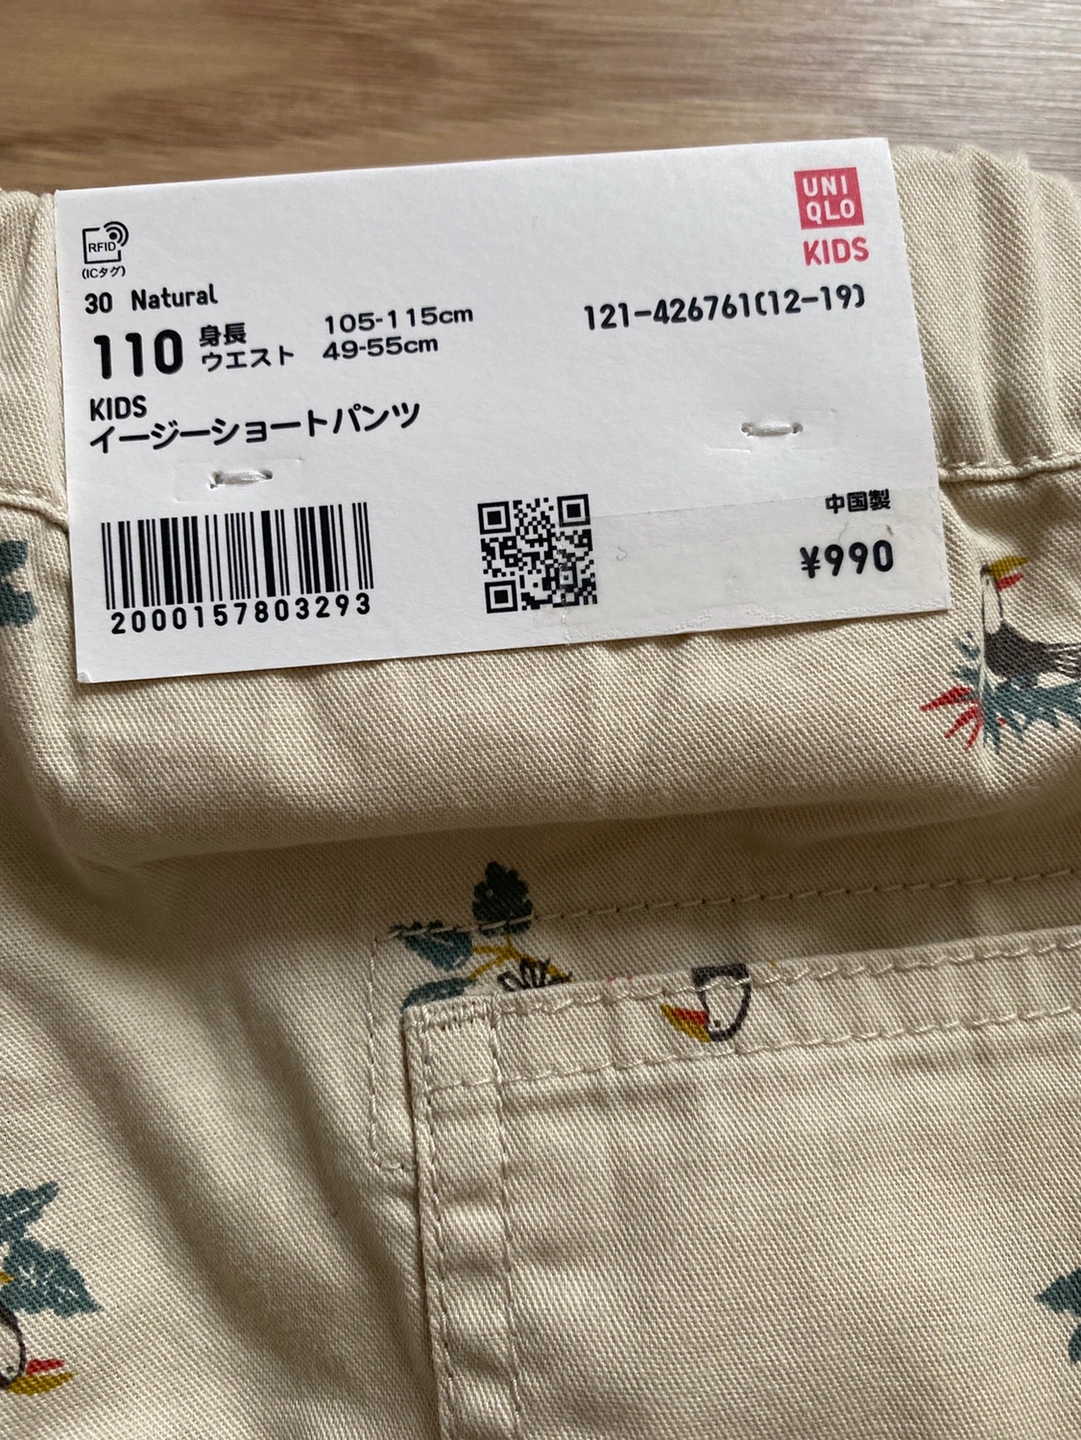 UNI
QLO
KIDS
RFID
(ICタグ)
30 Natural
121-426761(12-19)
110 身長 105-115cm
ウエスト 49-55cm
KIDS
イージーショートパンツ
中国製
¥990
2000157803293